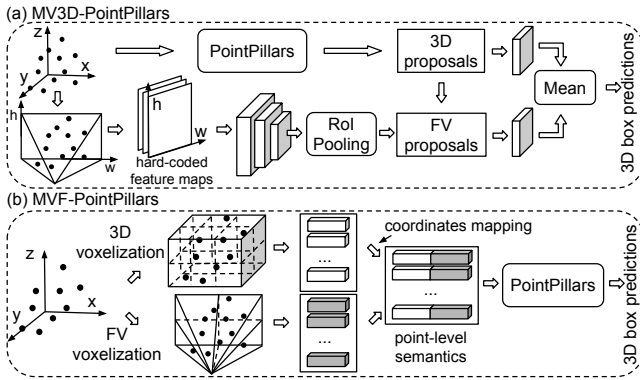 (a) MV3D-PointPillars
z
y
x
PointPillars
3D
proposals
Mean
h
w
h
w
hard-coded
feature maps
RoI
Pooling
FV
proposals
3D box predictions
(b) MVF-PointPillars
z
y
x
3D
voxelization
FV
voxelization
...
...
coordinates mapping
...
point-level
semantics
PointPillars
3D box predictions